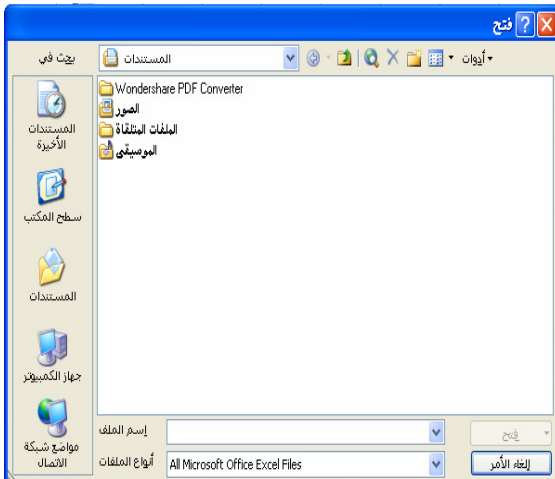 فتح
بحث في
المستندات
أدوات
المستندات الأخيرة
سطح المكتب
المستندات
جهاز الكمبيوتر
مواضع شبكة الاتصال
Wondershare PDF Converter
الصور
الملفات المتلقاة
الموسيقى
إسم الملف
فتح
أنواع الملفات
All Microsoft Office Excel Files
إلغاء الأمر